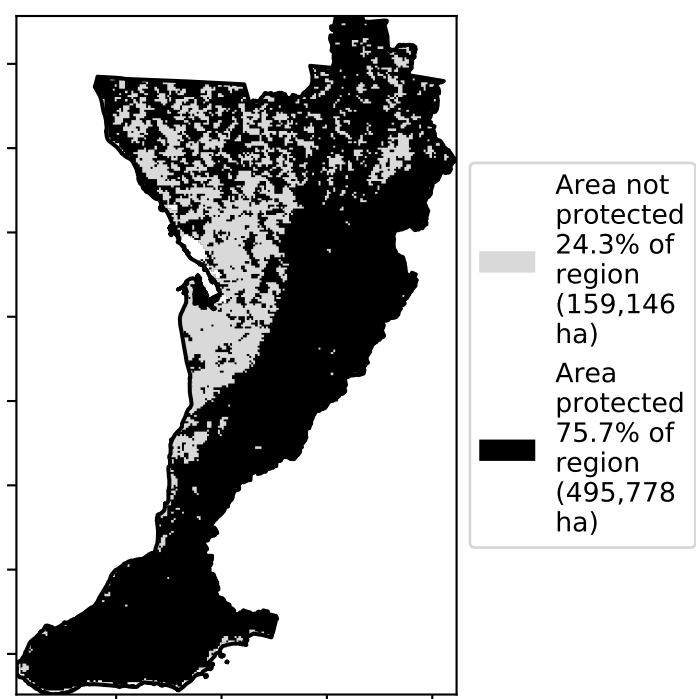 Area not
protected
24.3% of
region
(159,146
ha)
Area
protected
75.7% of
region
(495,778
ha)